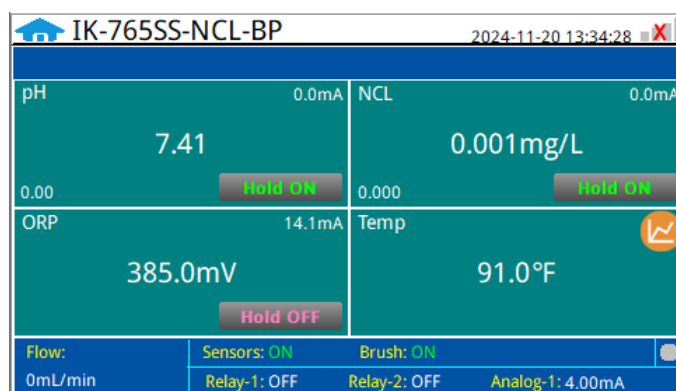 IK-765SS-NCL-BP 2024-11-20 13:34:28 X
pH 0.0mA NCL 0.0mA
7.41 0.001mg/L
0.00 Hold ON 0.000 Hold ON
ORP 14.1mA Temp
385.0mV 91.0°F
Hold OFF
Flow: Sensors: ON Brush: ON
0mL/min Relay-1: OFF Relay-2: OFF Analog-1: 4.00mA